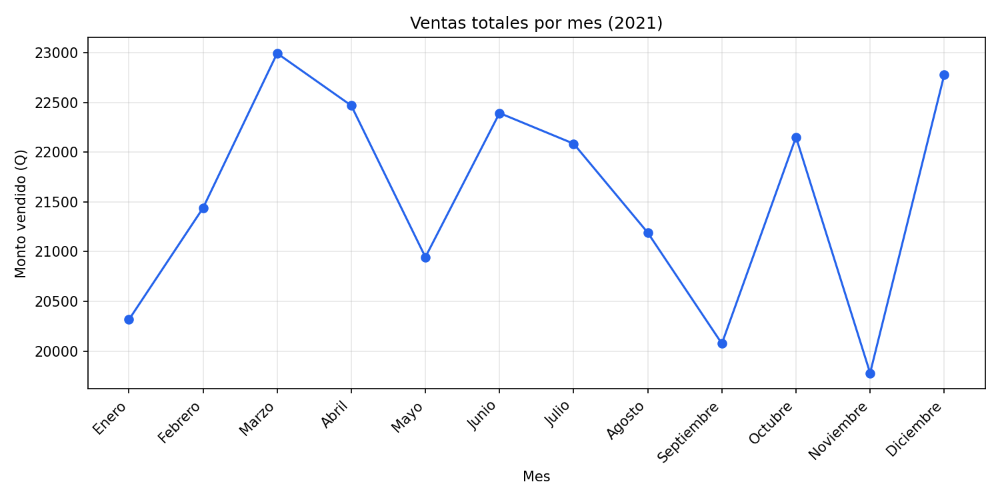 Ventas totales por mes (2021)
Monto vendido (Q)
23000
22500
22000
21500
21000
20500
20000
Enero
Febrero
Marzo
Abril
Mayo
Junio
Julio
Agosto
Septiembre
Octubre
Noviembre
Diciembre
Mes